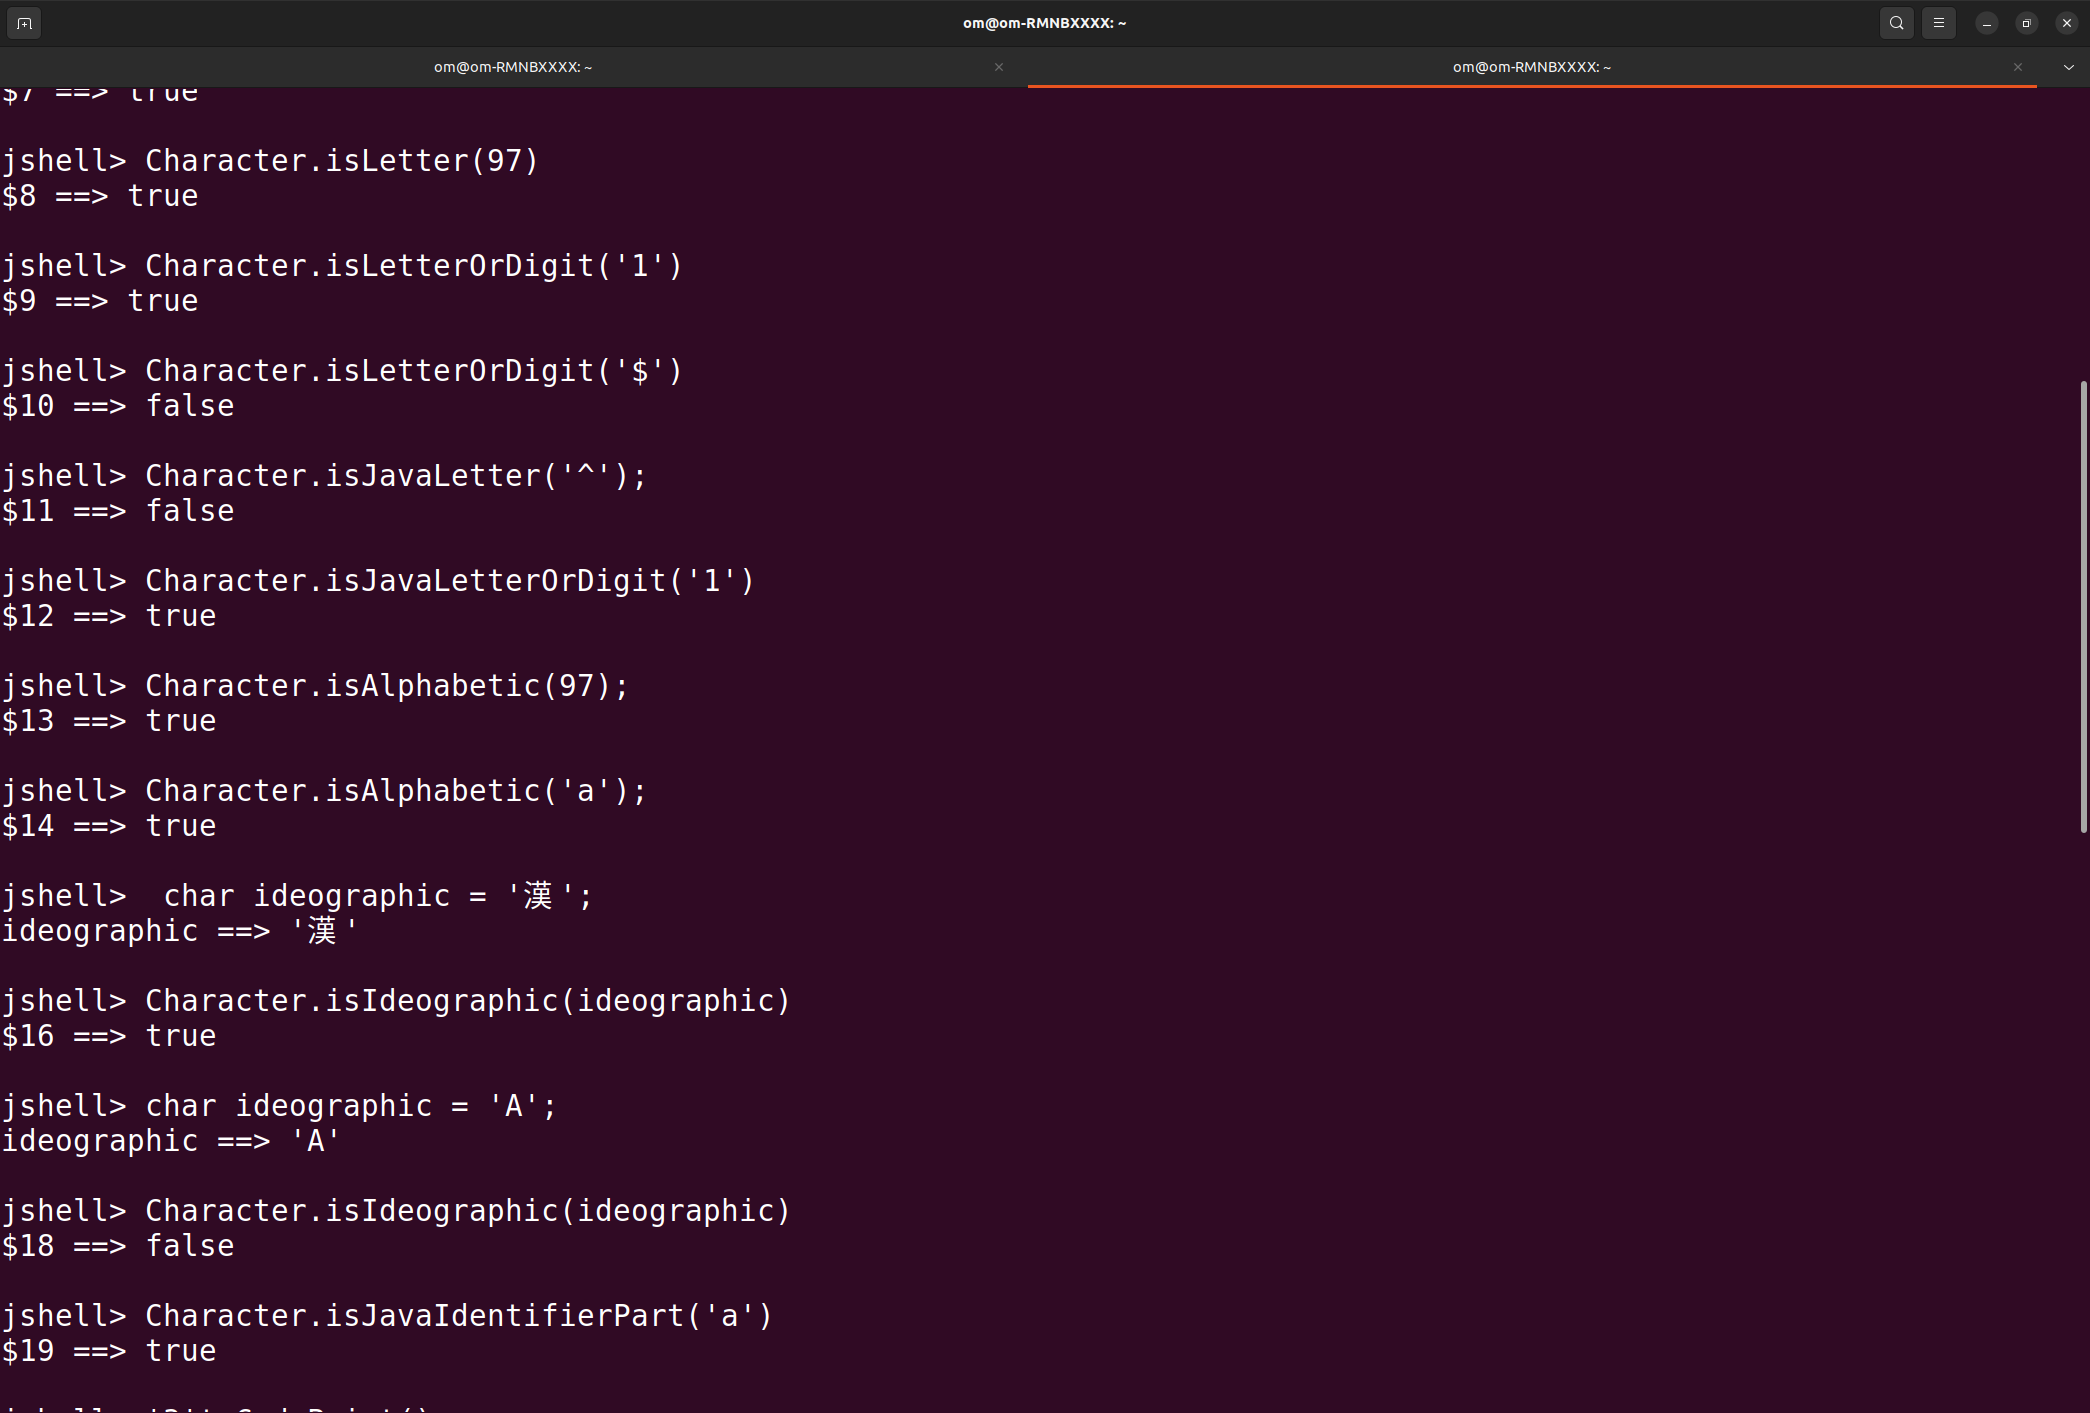 om@om-RMNBXXXX: ~
om@om-RMNBXXXX: ~
om@om-RMNBXXXX: ~
$7 ==> true
jshell> Character.isLetter(97)
$8 ==> true
jshell> Character.isLetterOrDigit('1')
$9 ==> true
jshell> Character.isLetterOrDigit('$')
$10 ==> false
jshell> Character.isJavaLetter('^');
$11 ==> false
jshell> Character.isJavaLetterOrDigit('1')
$12 ==> true
jshell> Character.isAlphabetic(97);
$13 ==> true
jshell> Character.isAlphabetic('a');
$14 ==> true
jshell>  char ideographic = '漢';
ideographic ==> '漢'
jshell> Character.isIdeographic(ideographic)
$16 ==> true
jshell> char ideographic = 'A';
ideographic ==> 'A'
jshell> Character.isIdeographic(ideographic)
$18 ==> false
jshell> Character.isJavaIdentifierPart('a')
$19 ==> true
jshell>